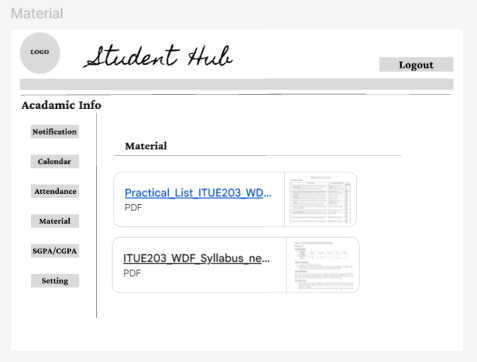 Material
LOGO
Student Hub
Logout
Acadamic Info
Notification
Calendar
Attendance
Material
SGPA/CGPA
Setting
Material
Practical_List_ITUE203_WD...
PDF
ITUE203_WDF_Syllabus_ne...
PDF